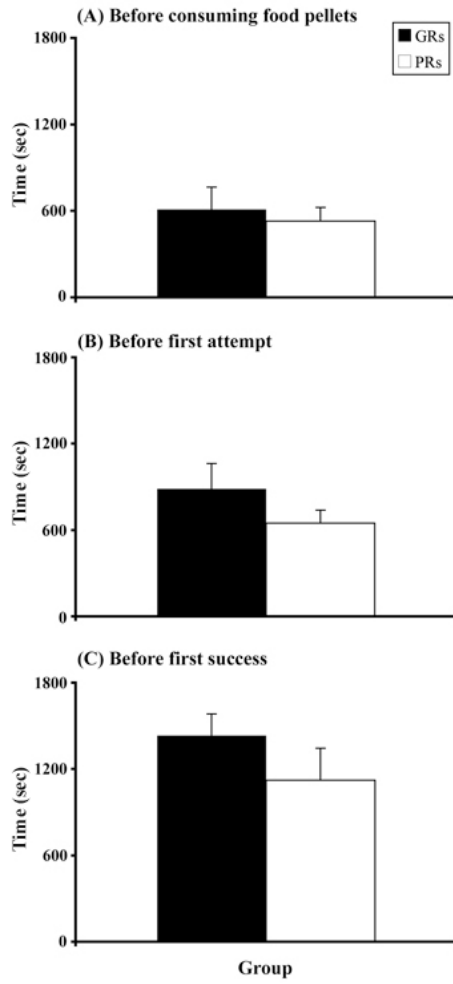 (A) Before consuming food pellets
GRs
PRs
1800
1200
600
0
Time (sec)
(B) Before first attempt
1800
1200
600
0
Time (sec)
(C) Before first success
1800
1200
600
0
Time (sec)
Group